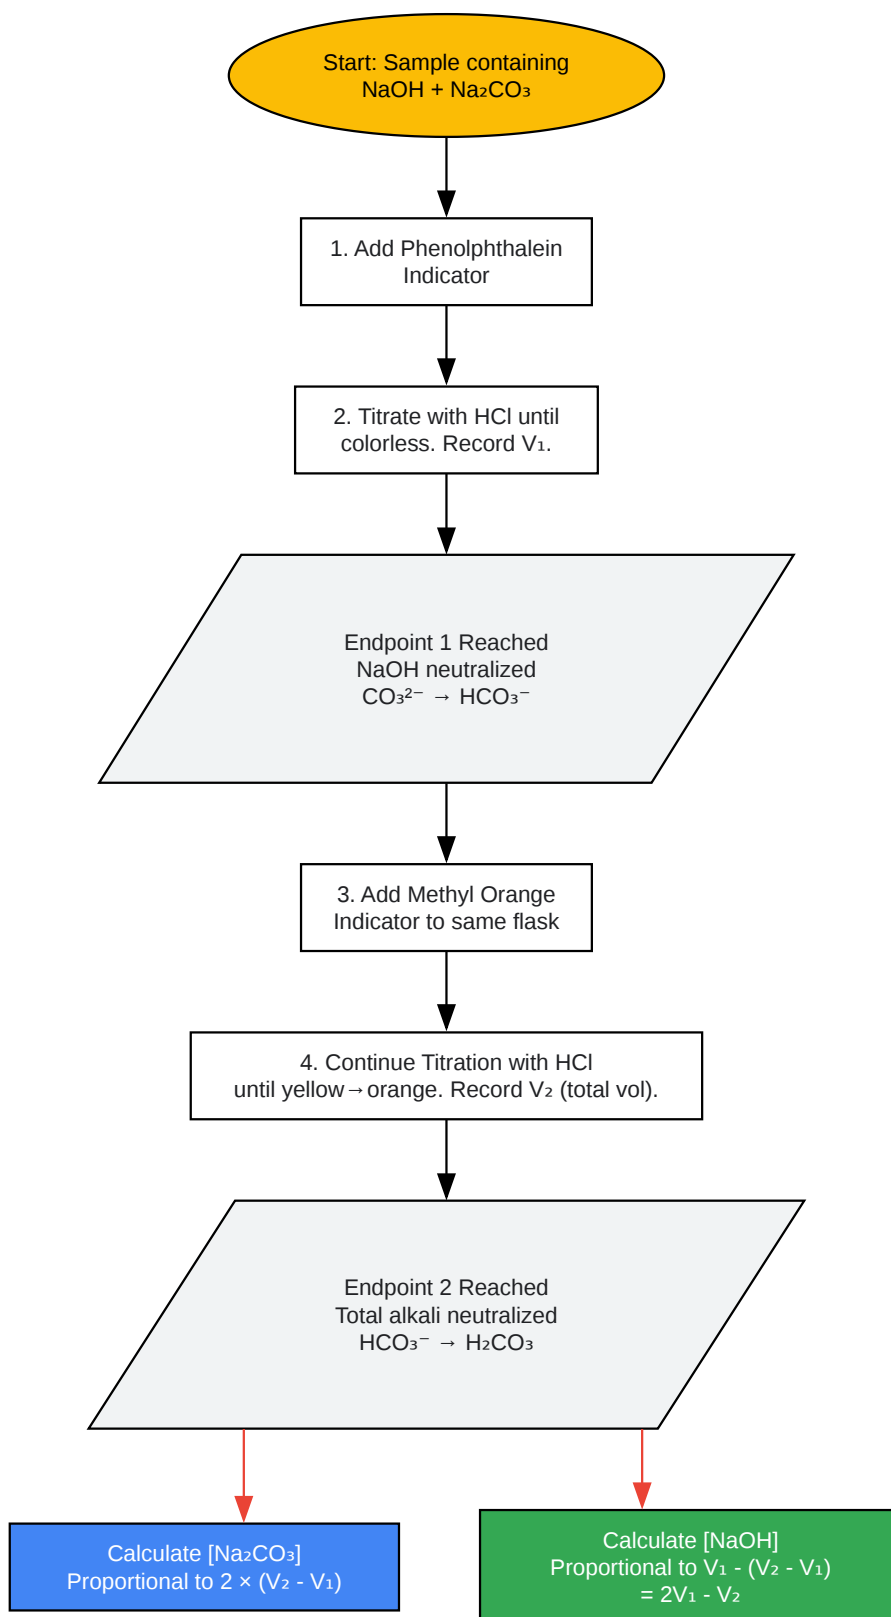 Start: Sample containing
NaOH + Na₂CO₃
1. Add Phenolphthalein
Indicator
2. Titrate with HCl until
colorless. Record V₁.
Endpoint 1 Reached
NaOH neutralized
CO₃²⁻ → HCO₃⁻
3. Add Methyl Orange
Indicator to same flask
4. Continue Titration with HCl
until yellow→orange. Record V₂ (total vol).
Endpoint 2 Reached
Total alkali neutralized
HCO₃⁻ → H₂CO₃
Calculate [Na₂CO₃]
Proportional to 2 × (V₂ - V₁)
Calculate [NaOH]
Proportional to V₁ - (V₂ - V₁)
= 2V₁ - V₂